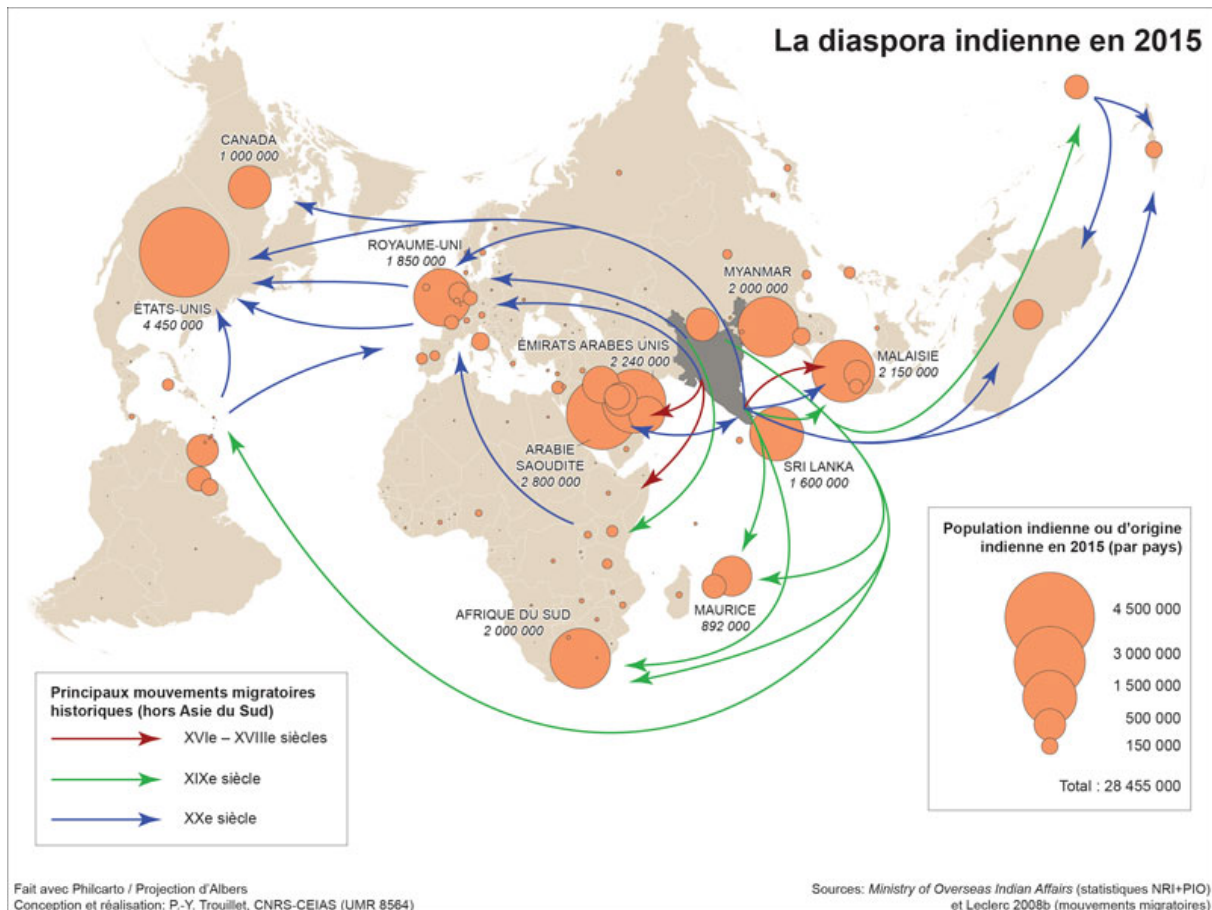 La diaspora indienne en 2015
CANADA
1 000 000
ROYAUME-UNI
1 850 000
ÉTATS-UNIS
4 450 000
MYANMAR
2 000 000
ÉMIRATS ARABES UNIS
2 240 000
MALAISIE
2 150 000
ARABIE
SAOUDITE
2 800 000
SRI LANKA
1 600 000
AFRIQUE DU SUD
2 000 000
MAURICE
892 000
Population indienne ou d'origine
indienne en 2015 (par pays)
4 500 000
3 000 000
1 500 000
500 000
150 000
Total : 28 455 000
Principaux mouvements migratoires
historiques (hors Asie du Sud)
XVIe – XVIIIe siècles
XIXe siècle
XXe siècle
Fait avec Philcarto / Projection d'Albers
Conception et réalisation: P.-Y. Trouillet, CNRS-CEIAS (UMR 8564)
Sources: Ministry of Overseas Indian Affairs (statistiques NRI+PIO)
et Leclerc 2008b (mouvements migratoires)